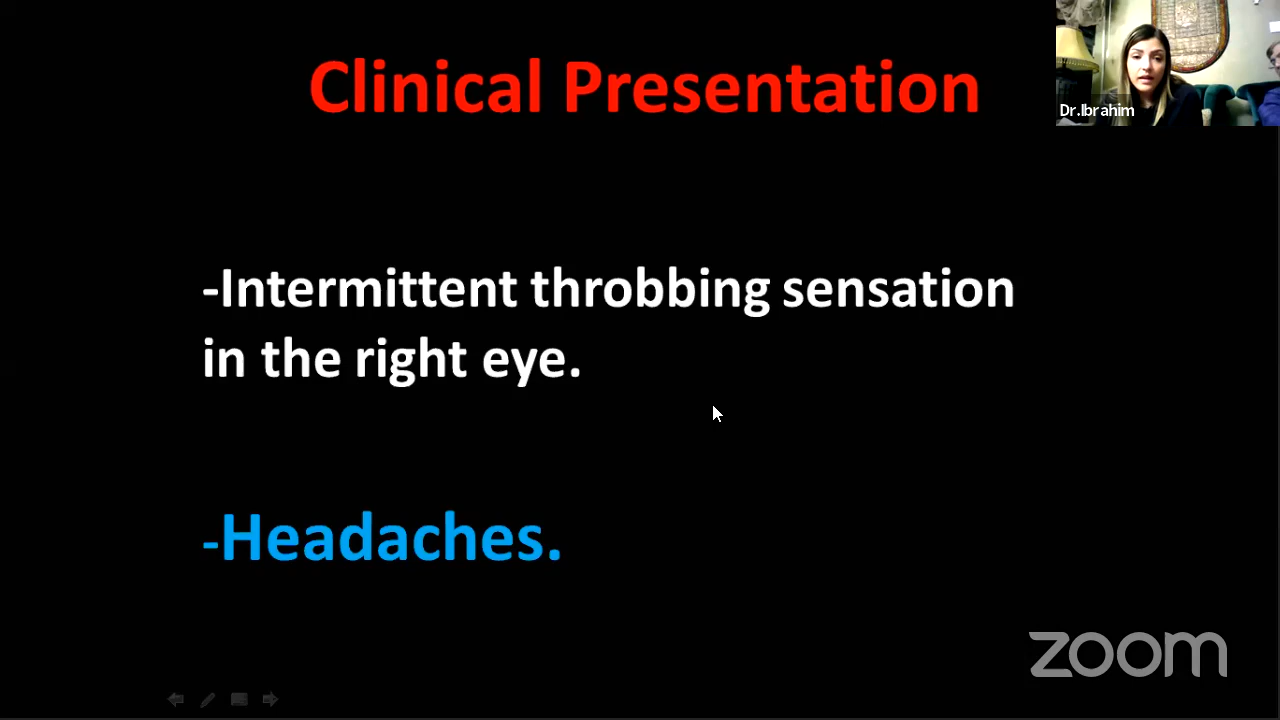 Clinical Presentation
Dr.Ibrahim
-Intermittent throbbing sensation
in the right eye.
-Headaches.
zoom